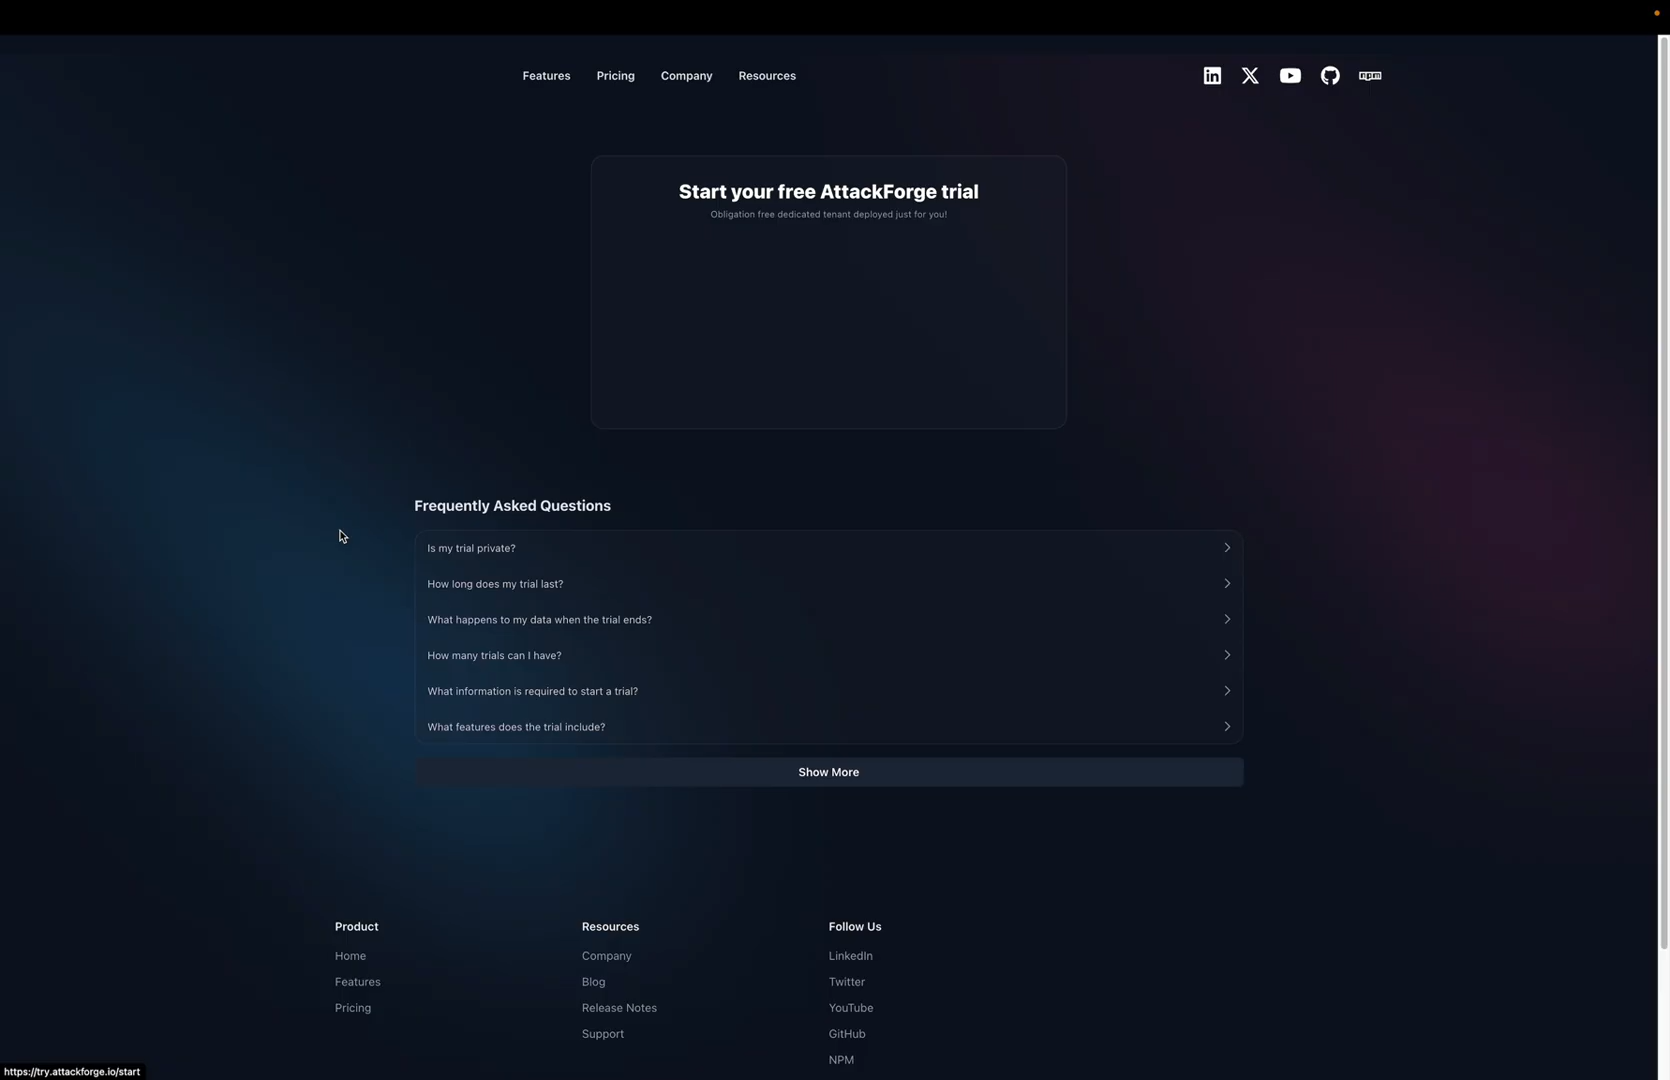 Features
Pricing
Company
Resources
npm
Start your free AttackForge trial
Obligation free dedicated tenant deployed just for you!
Frequently Asked Questions
Is my trial private?
How long does my trial last?
What happens to my data when the trial ends?
How many trials can I have?
What information is required to start a trial?
What features does the trial include?
Show More
Product
Home
Features
Pricing
Resources
Company
Blog
Release Notes
Support
Follow Us
LinkedIn
Twitter
YouTube
GitHub
NPM
https://try.attackforge.io/start